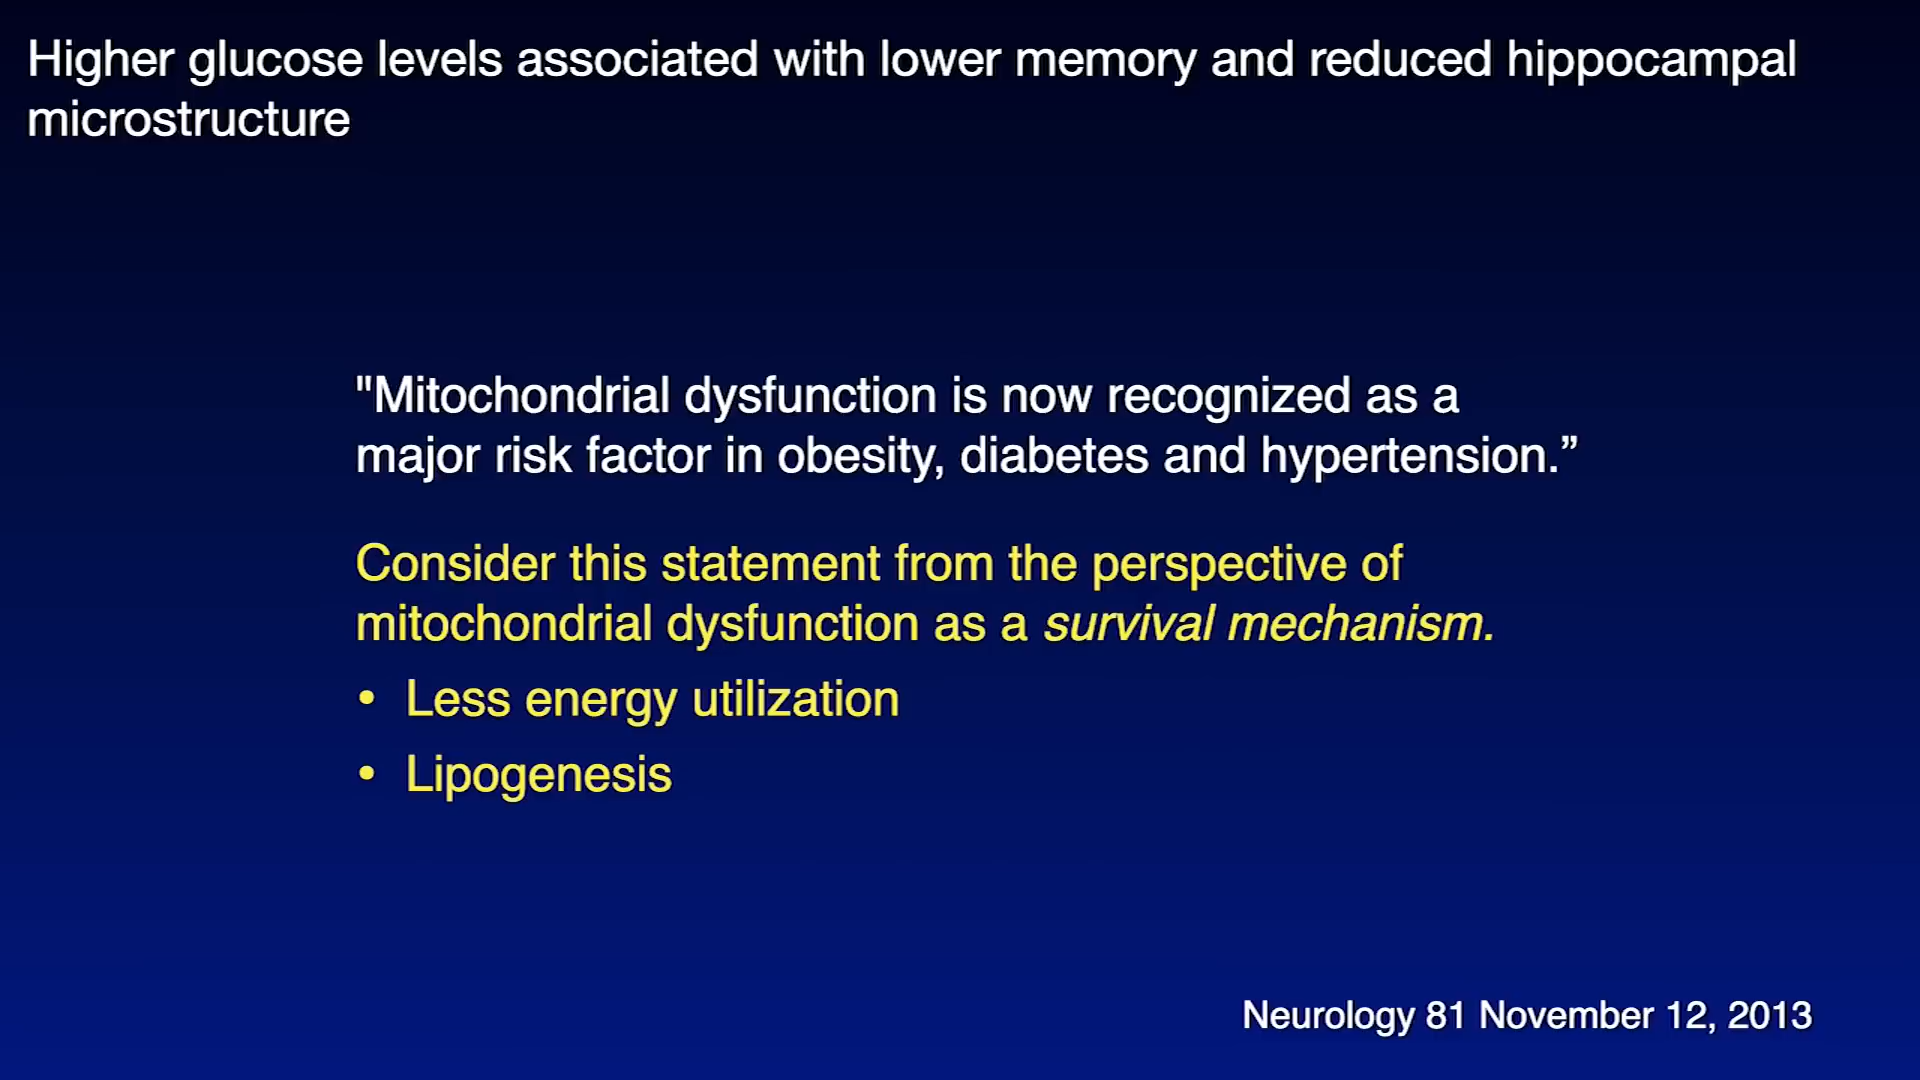 Higher glucose levels associated with lower memory and reduced hippocampal
microstructure
"Mitochondrial dysfunction is now recognized as a
major risk factor in obesity, diabetes and hypertension.”
Consider this statement from the perspective of
mitochondrial dysfunction as a survival mechanism.
• Less energy utilization
• Lipogenesis
Neurology 81 November 12, 2013